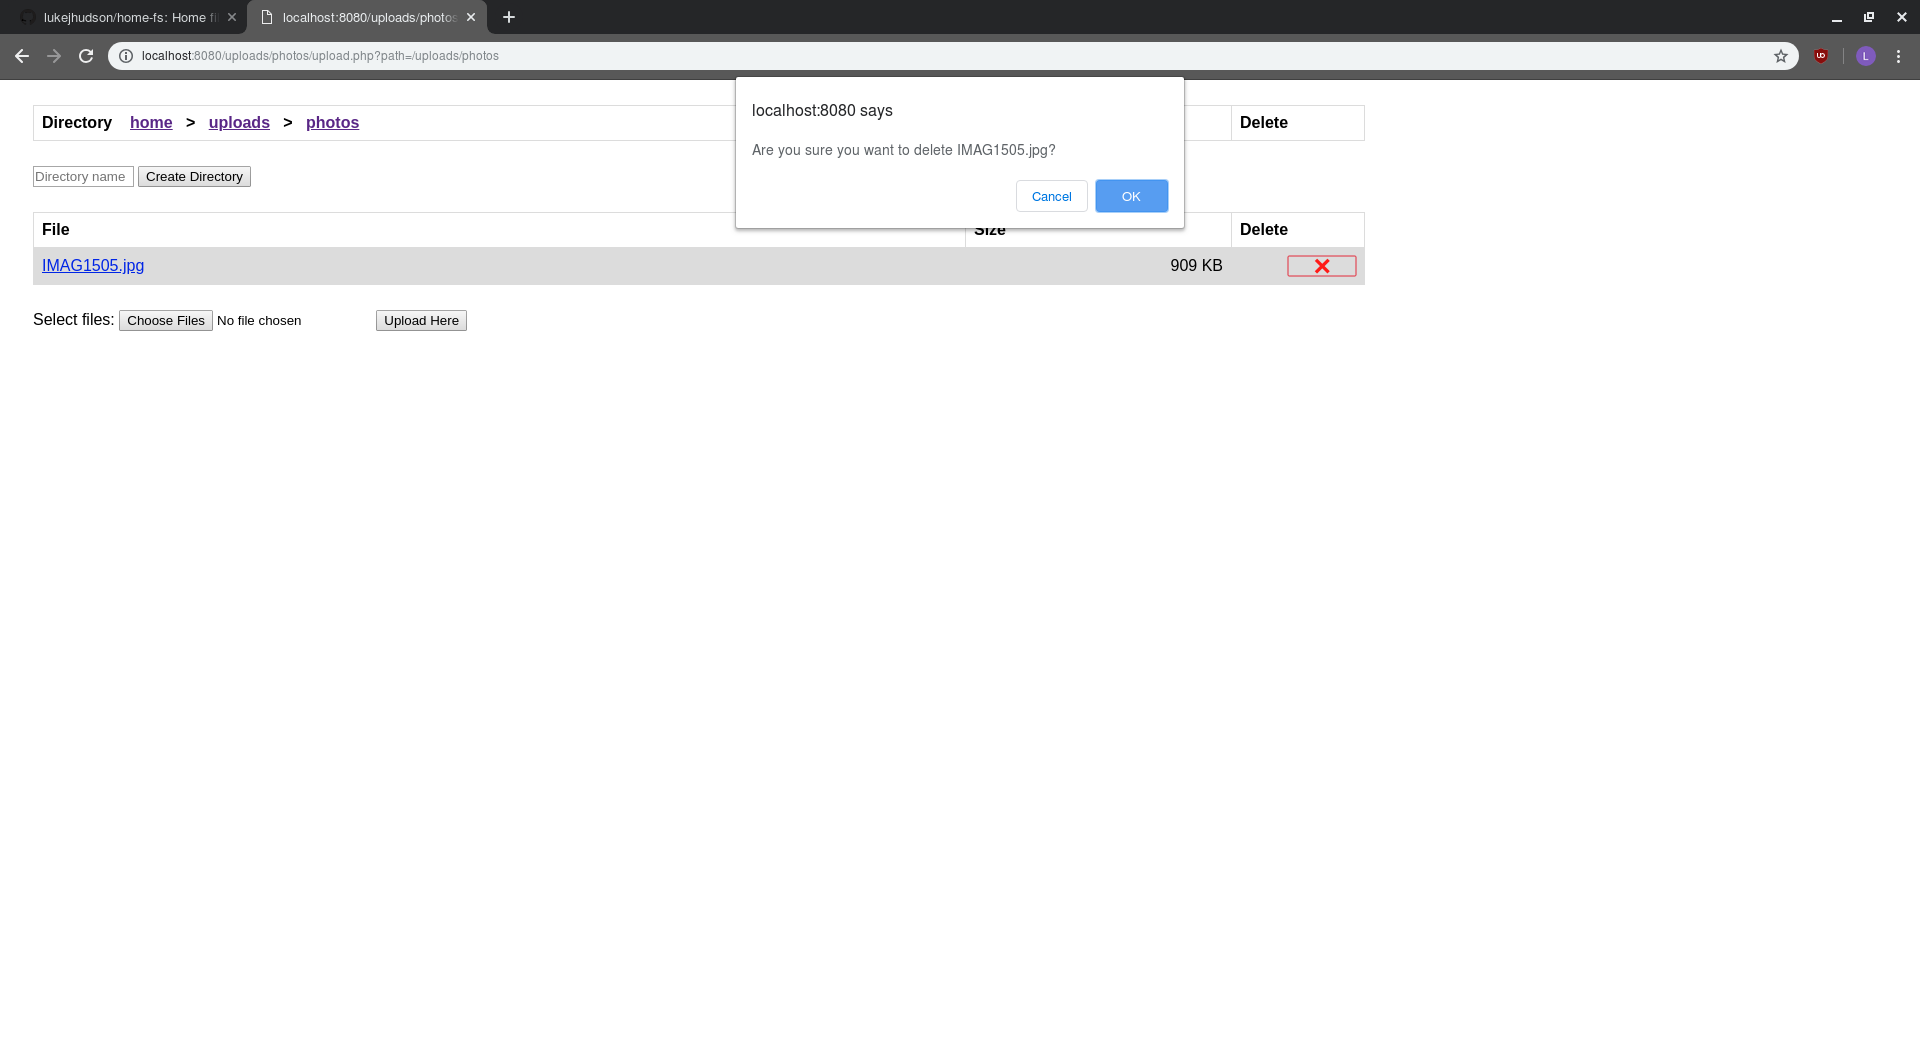 lukejhudson/home-fs: Home fi
localhost:8080/uploads/photos
localhost:8080/uploads/photos/upload.php?path=/uploads/photos
L
localhost:8080 says
Are you sure you want to delete IMAG1505.jpg?
Cancel OK
Directory home > uploads > photos Delete
Directory name Create Directory
File Size Delete
IMAG1505.jpg 909 KB
Select files: Choose Files No file chosen Upload Here